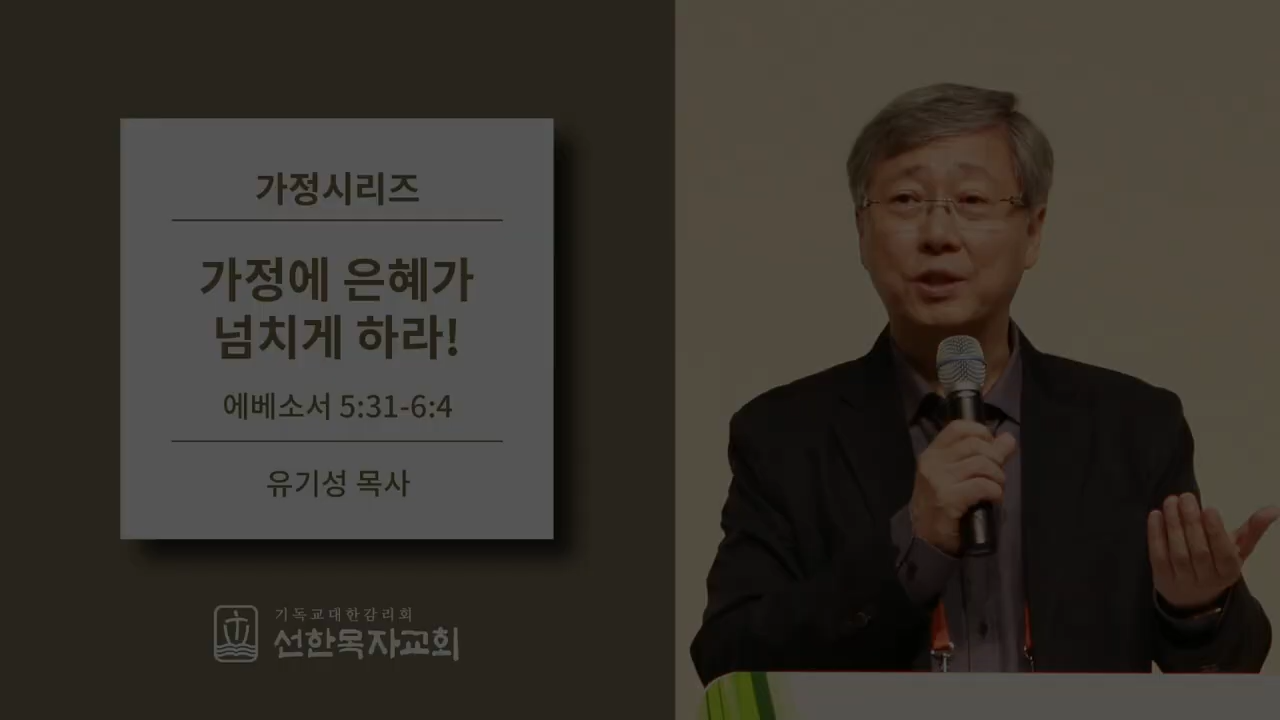 가정시리즈
가정에 은혜가
넘치게 하라!
에베소서 5:31-6:4
유기성 목사
기독교대한감리회
선한목자교회